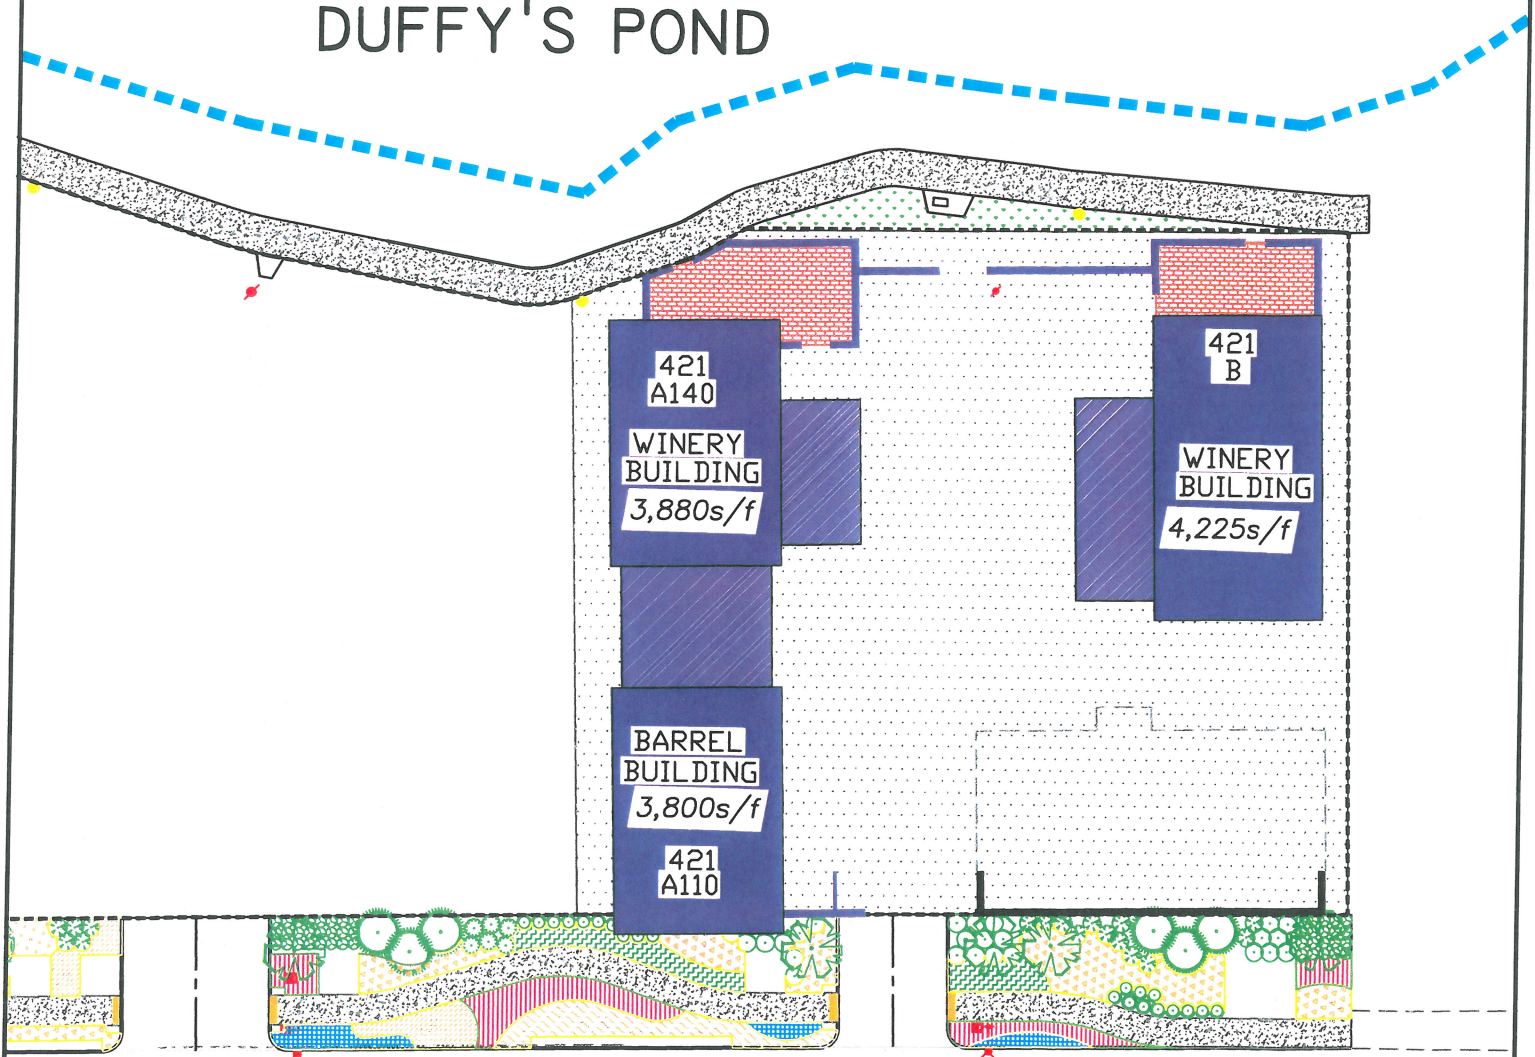 DUFFY'S POND
421
A140
WINERY
BUILDING
3,880s/f
421
B
WINERY
BUILDING
4,225s/f
BARREL
BUILDING
3,800s/f
421
A110